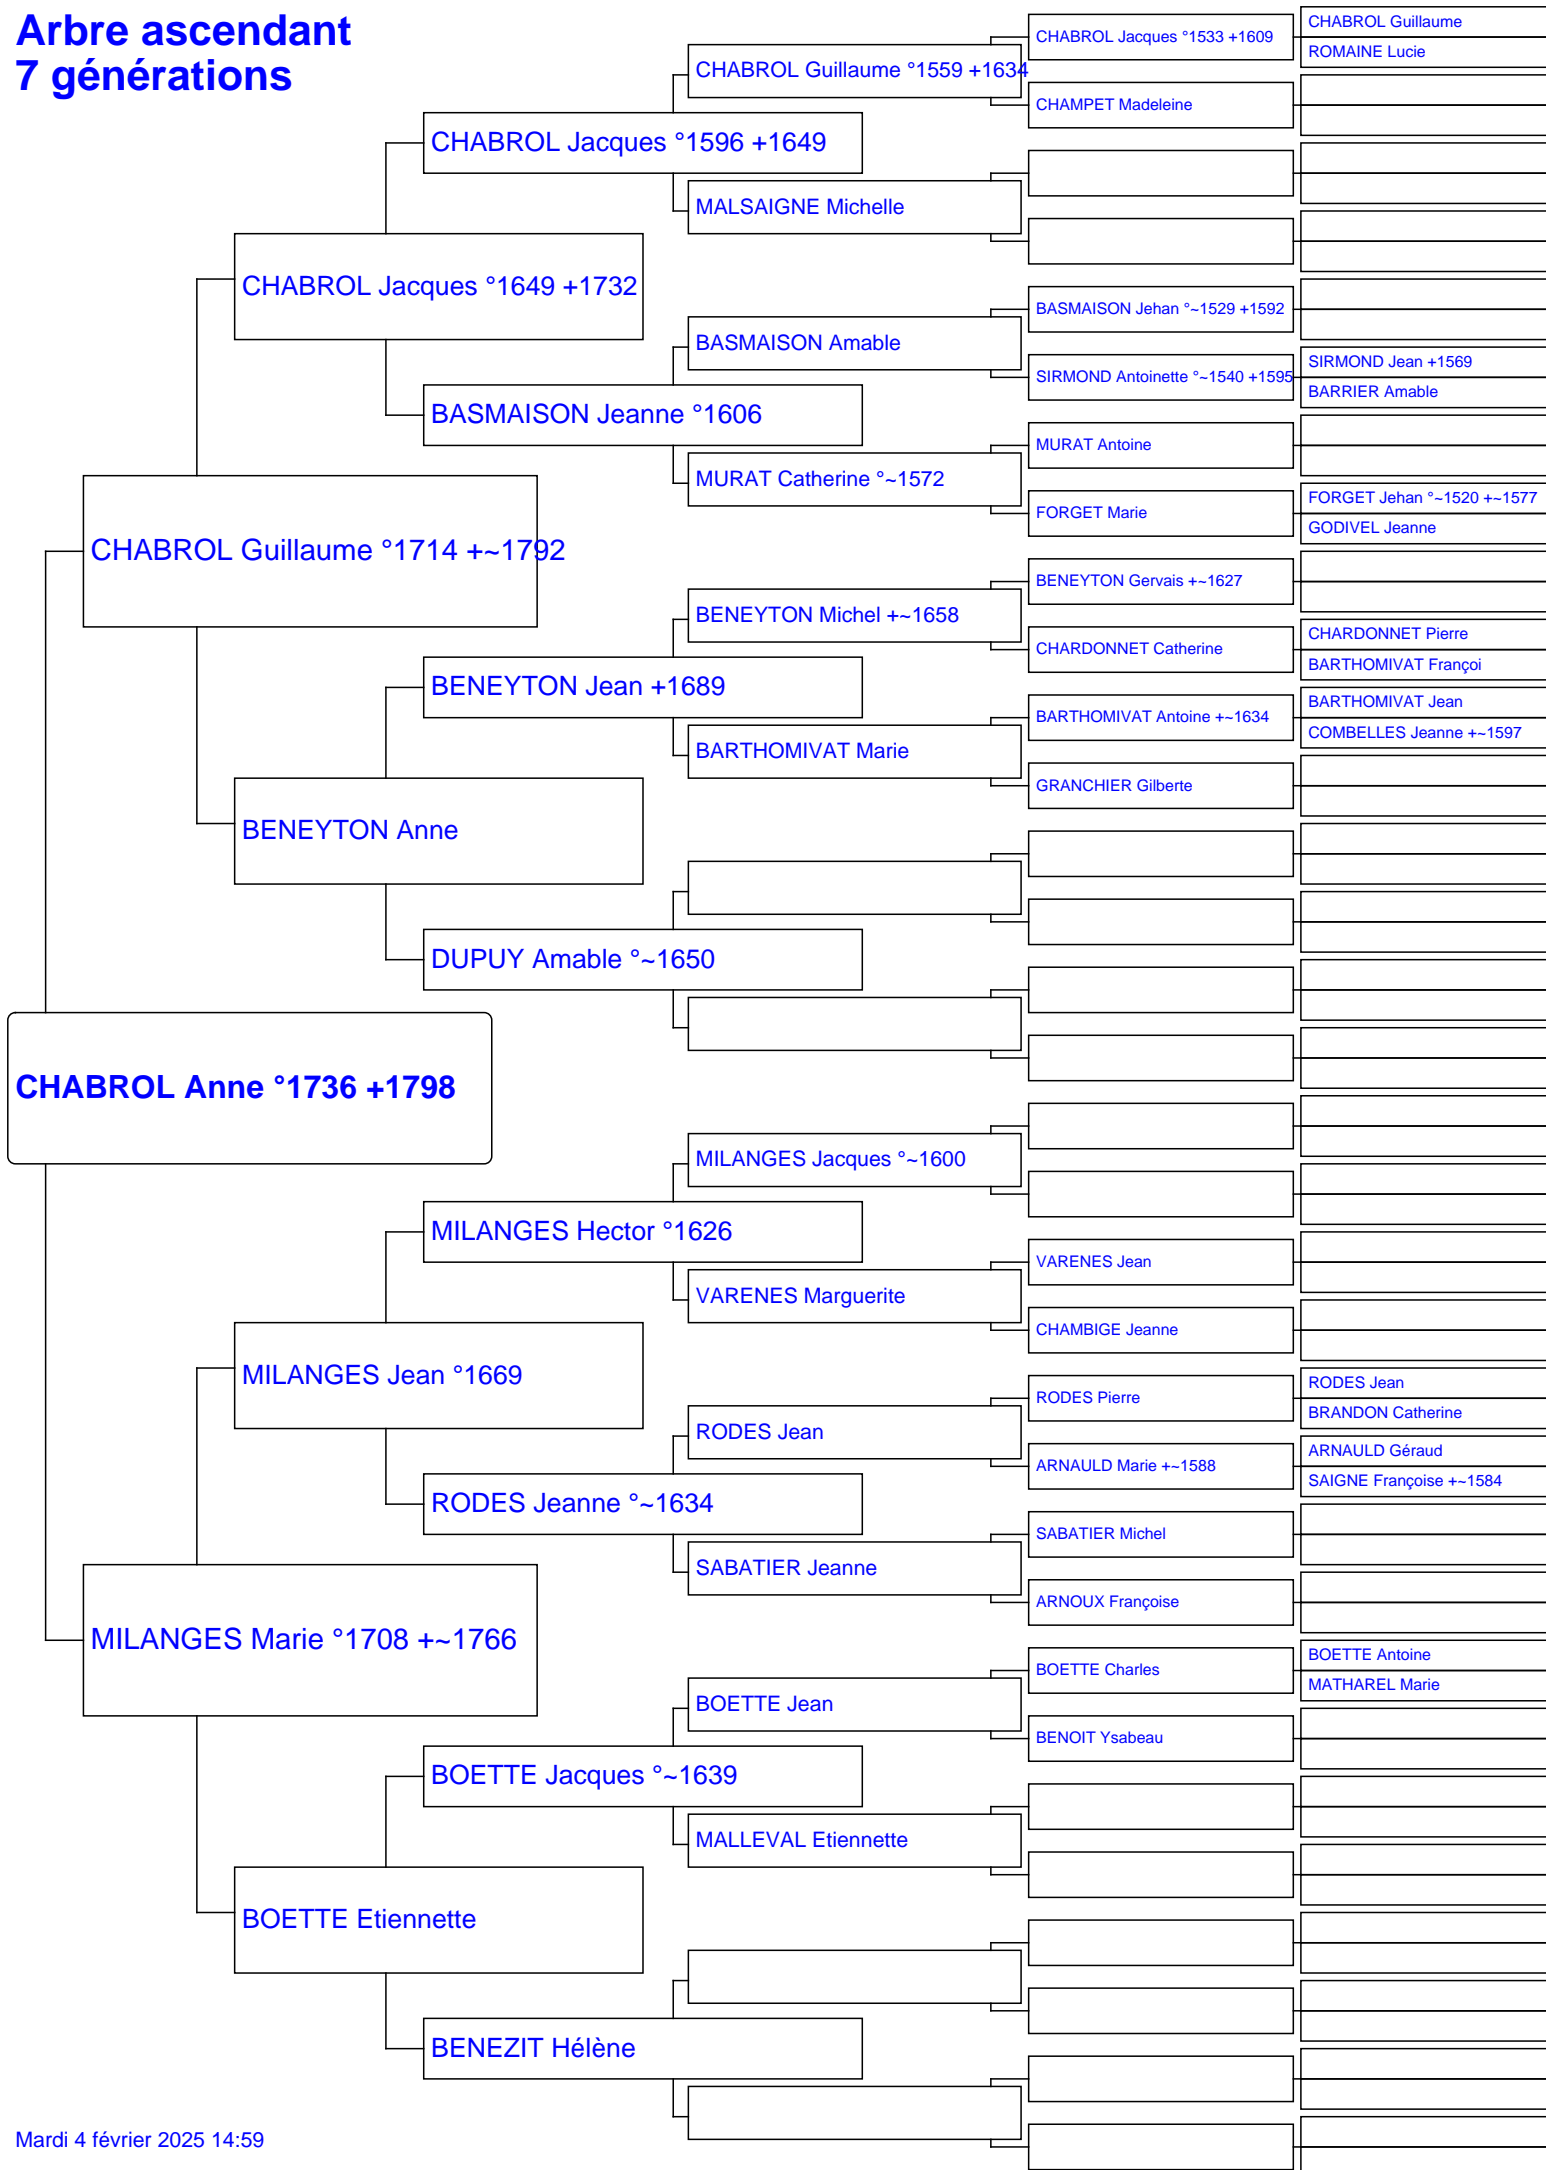 Arbre ascendant
7 générations
CHABROL Anne °1736 +1798
CHABROL Guillaume °1714 +~1792
MILANGES Marie °1708 +~1766
CHABROL Jacques °1649 +1732
BENEYTON Anne
MILANGES Jean °1669
BOETTE Etiennette
CHABROL Jacques °1596 +1649
BASMAISON Jeanne °1606
BENEYTON Jean +1689
DUPUY Amable °~1650
MILANGES Hector °1626
RODES Jeanne °~1634
BOETTE Jacques °~1639
BENEZIT Hélène
CHABROL Guillaume °1559 +1634
MALSAIGNE Michelle
BASMAISON Amable
MURAT Catherine °~1572
BENEYTON Michel +~1658
BARTHOMIVAT Marie
MILANGES Jacques °~1600
VARENES Marguerite
RODES Jean
SABATIER Jeanne
BOETTE Jean
MALLEVAL Etiennette
CHABROL Jacques °1533 +1609
CHAMPET Madeleine
BASMAISON Jehan °~1529 +1592
SIRMOND Antoinette °~1540 +1595
MURAT Antoine
FORGET Marie
BENEYTON Gervais +~1627
CHARDONNET Catherine
BARTHOMIVAT Antoine +~1634
GRANCHIER Gilberte
VARENES Jean
CHAMBIGE Jeanne
RODES Pierre
ARNAULD Marie +~1588
SABATIER Michel
ARNOUX Françoise
BOETTE Charles
BENOIT Ysabeau
CHABROL Guillaume
ROMAINE Lucie
SIRMOND Jean +1569
BARRIER Amable
FORGET Jehan °~1520 +~1577
GODIVEL Jeanne
CHARDONNET Pierre
BARTHOMIVAT Françoi
BARTHOMIVAT Jean
COMBELLES Jeanne +~1597
RODES Jean
BRANDON Catherine
ARNAULD Géraud
SAIGNE Françoise +~1584
BOETTE Antoine
MATHAREL Marie
Mardi 4 février 2025 14:59